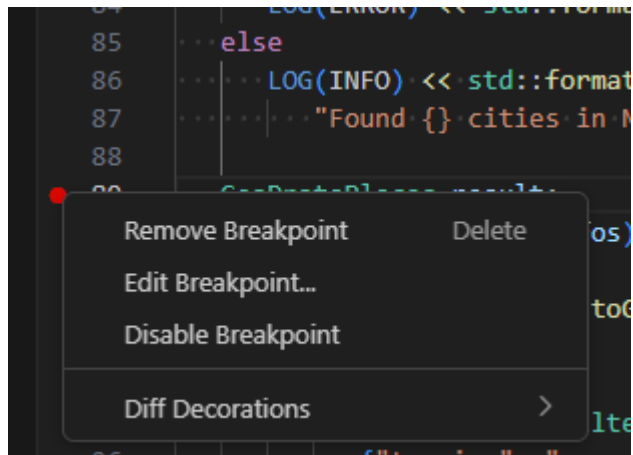 85 else
86 LOG(INFO) << std::format
87 "Found {} cities in
88
Remove Breakpoint Delete
os)
Edit Breakpoint...
Disable Breakpoint
Diff Decorations